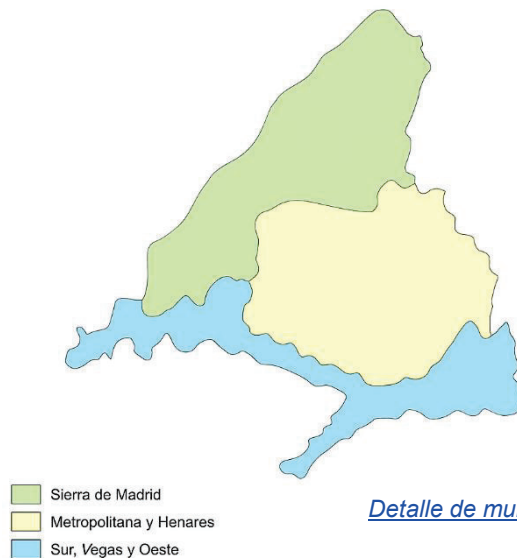 Sierra de Madrid
Metropolitana y Henares
Sur, Vegas y Oeste
Detalle de mu